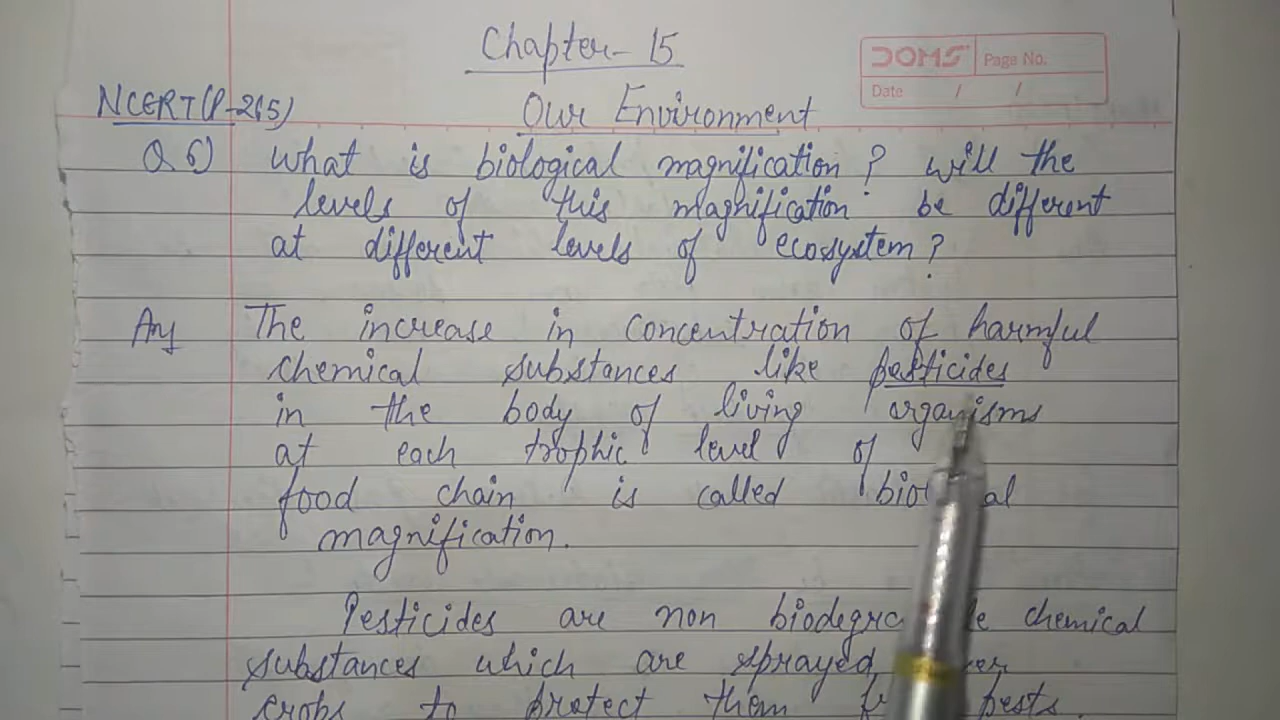 Chapter-15
DOMS Page No.
Date / /
NCERT(P-265)
Our Environment
Q 6) What is biological magnification? Will the
levels of this magnification be different
at different levels of ecosystem?
Ans The increase in concentration of harmful
chemical substances like pesticides
in the body of living organisms
at each trophic level of
food chain is called
magnification.
Pesticides are non chemical
substances which are sprayed
crops to protect them pests.